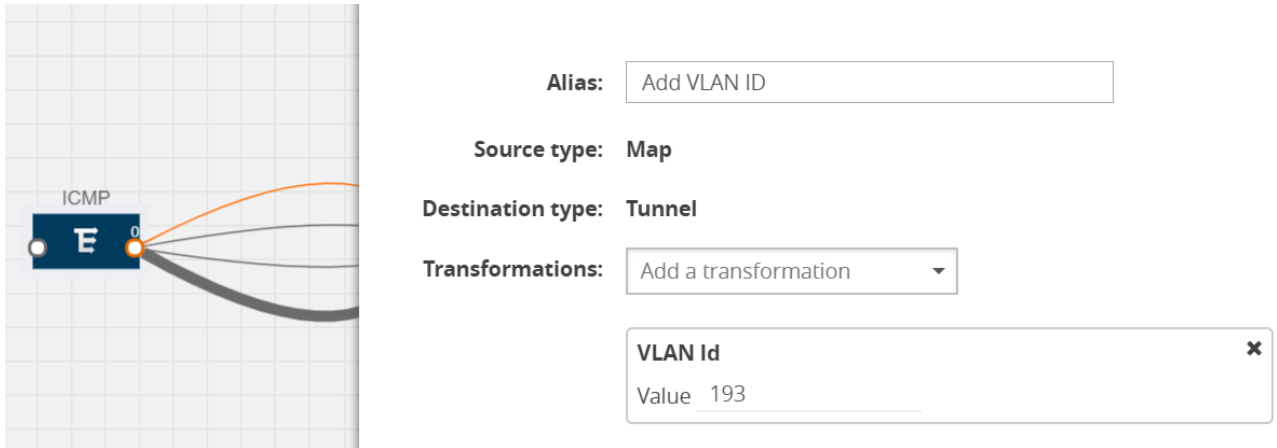 Alias: Add VLAN ID
Source type: Map
ICMP
Destination type: Tunnel
0
Transformations: Add a transformation
VLAN Id
Value 193